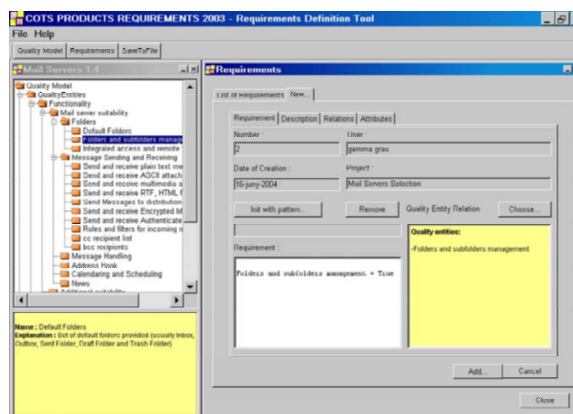 COTS PRODUCTS REQUIREMENTS 2003 - Requirements Definition Tool
File Help
Quality Model Requirements SaveToFile
Mail Servers 1.4
Quality Model
QualityEntities
Functionality
Mail server suitability
Folders
Default Folders
Folders and subfolders manag
Integrated access and remote
Message Sending and Receiving
Send and receive plain text me
Send and receive ASCII attach
Send and receive multimedia a
Send and receive RTF, HTML f
Send Messages to distribution
Send and receive Encrypted M
Send and receive Authenticate
Rules and filters for incoming
cc recipient list
bcc recipients
Message Handling
Address Book
Calendaring and Scheduling
News
Additional suitability
Name : Default Folders
Explanation : Set of default folders provided (usually Inbox,
Outbox, Sent Folder, Draft Folder and Trash Folder)
Requirements
List of Requirements New...
Requirement Description Relations Attributes
Number : User :
2 gemma grau
Date of Creation : Project :
16-juny-2004 Mail Servers Selection
Init with pattern.. Remove Quality Entity Relation Choose...
Requirement :
Folders and subfolders management = True
Quality entities:
-Folders and subfolders management
Add... Cancel
Close